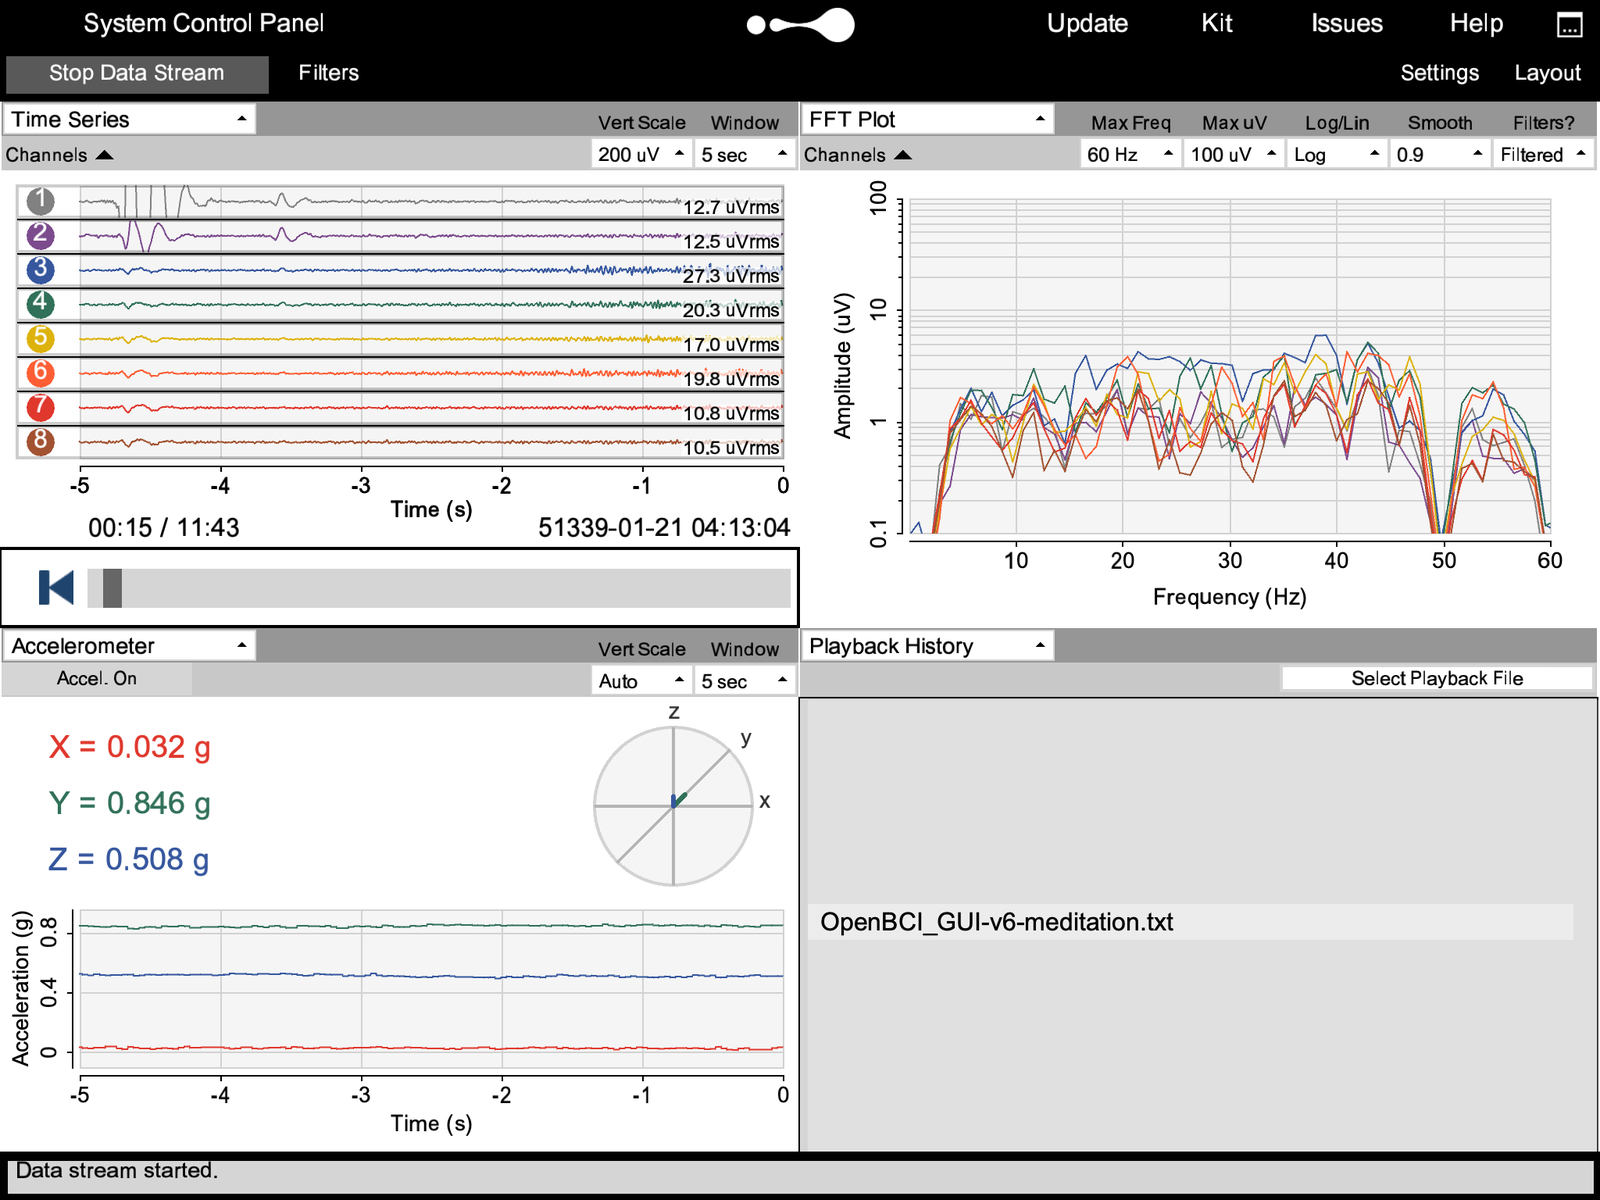 System Control Panel
Update Kit Issues Help
Stop Data Stream Filters
Settings Layout
Time Series
Vert Scale Window
Channels
200 uV 5 sec
1 12.7 uVrms
2 12.5 uVrms
3 27.3 uVrms
4 20.3 uVrms
5 17.0 uVrms
6 19.8 uVrms
7 10.8 uVrms
8 10.5 uVrms
-5 -4 -3 -2 -1 0
Time (s)
00:15 / 11:43 51339-01-21 04:13:04
FFT Plot
Max Freq Max uV Log/Lin Smooth Filters?
Channels
60 Hz 100 uV Log 0.9 Filtered
Amplitude (uV)
100
10
1
0.1
10 20 30 40 50 60
Frequency (Hz)
Accelerometer
Vert Scale Window
Accel. On
Auto 5 sec
X = 0.032 g
Y = 0.846 g
Z = 0.508 g
z
y
x
Acceleration (g)
0.8
0.4
0
-5 -4 -3 -2 -1 0
Time (s)
Playback History
Select Playback File
OpenBCI_GUI-v6-meditation.txt
Data stream started.